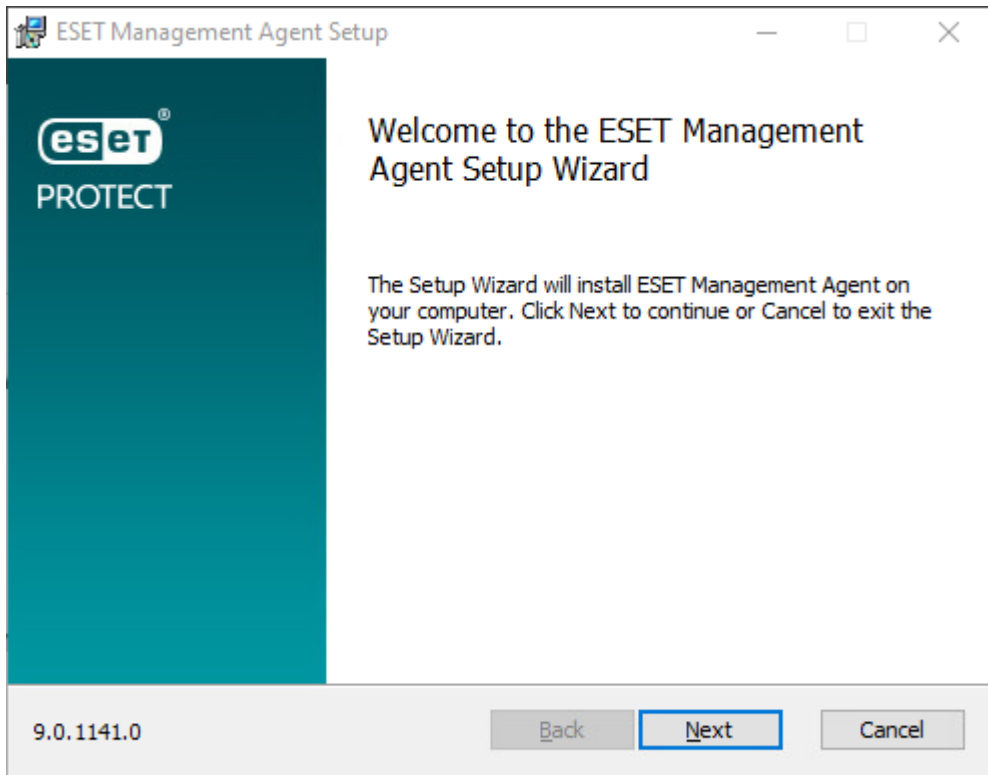 ESET Management Agent Setup
eset®
PROTECT
Welcome to the ESET Management
Agent Setup Wizard
The Setup Wizard will install ESET Management Agent on
your computer. Click Next to continue or Cancel to exit the
Setup Wizard.
9.0.1141.0
Back
Next
Cancel